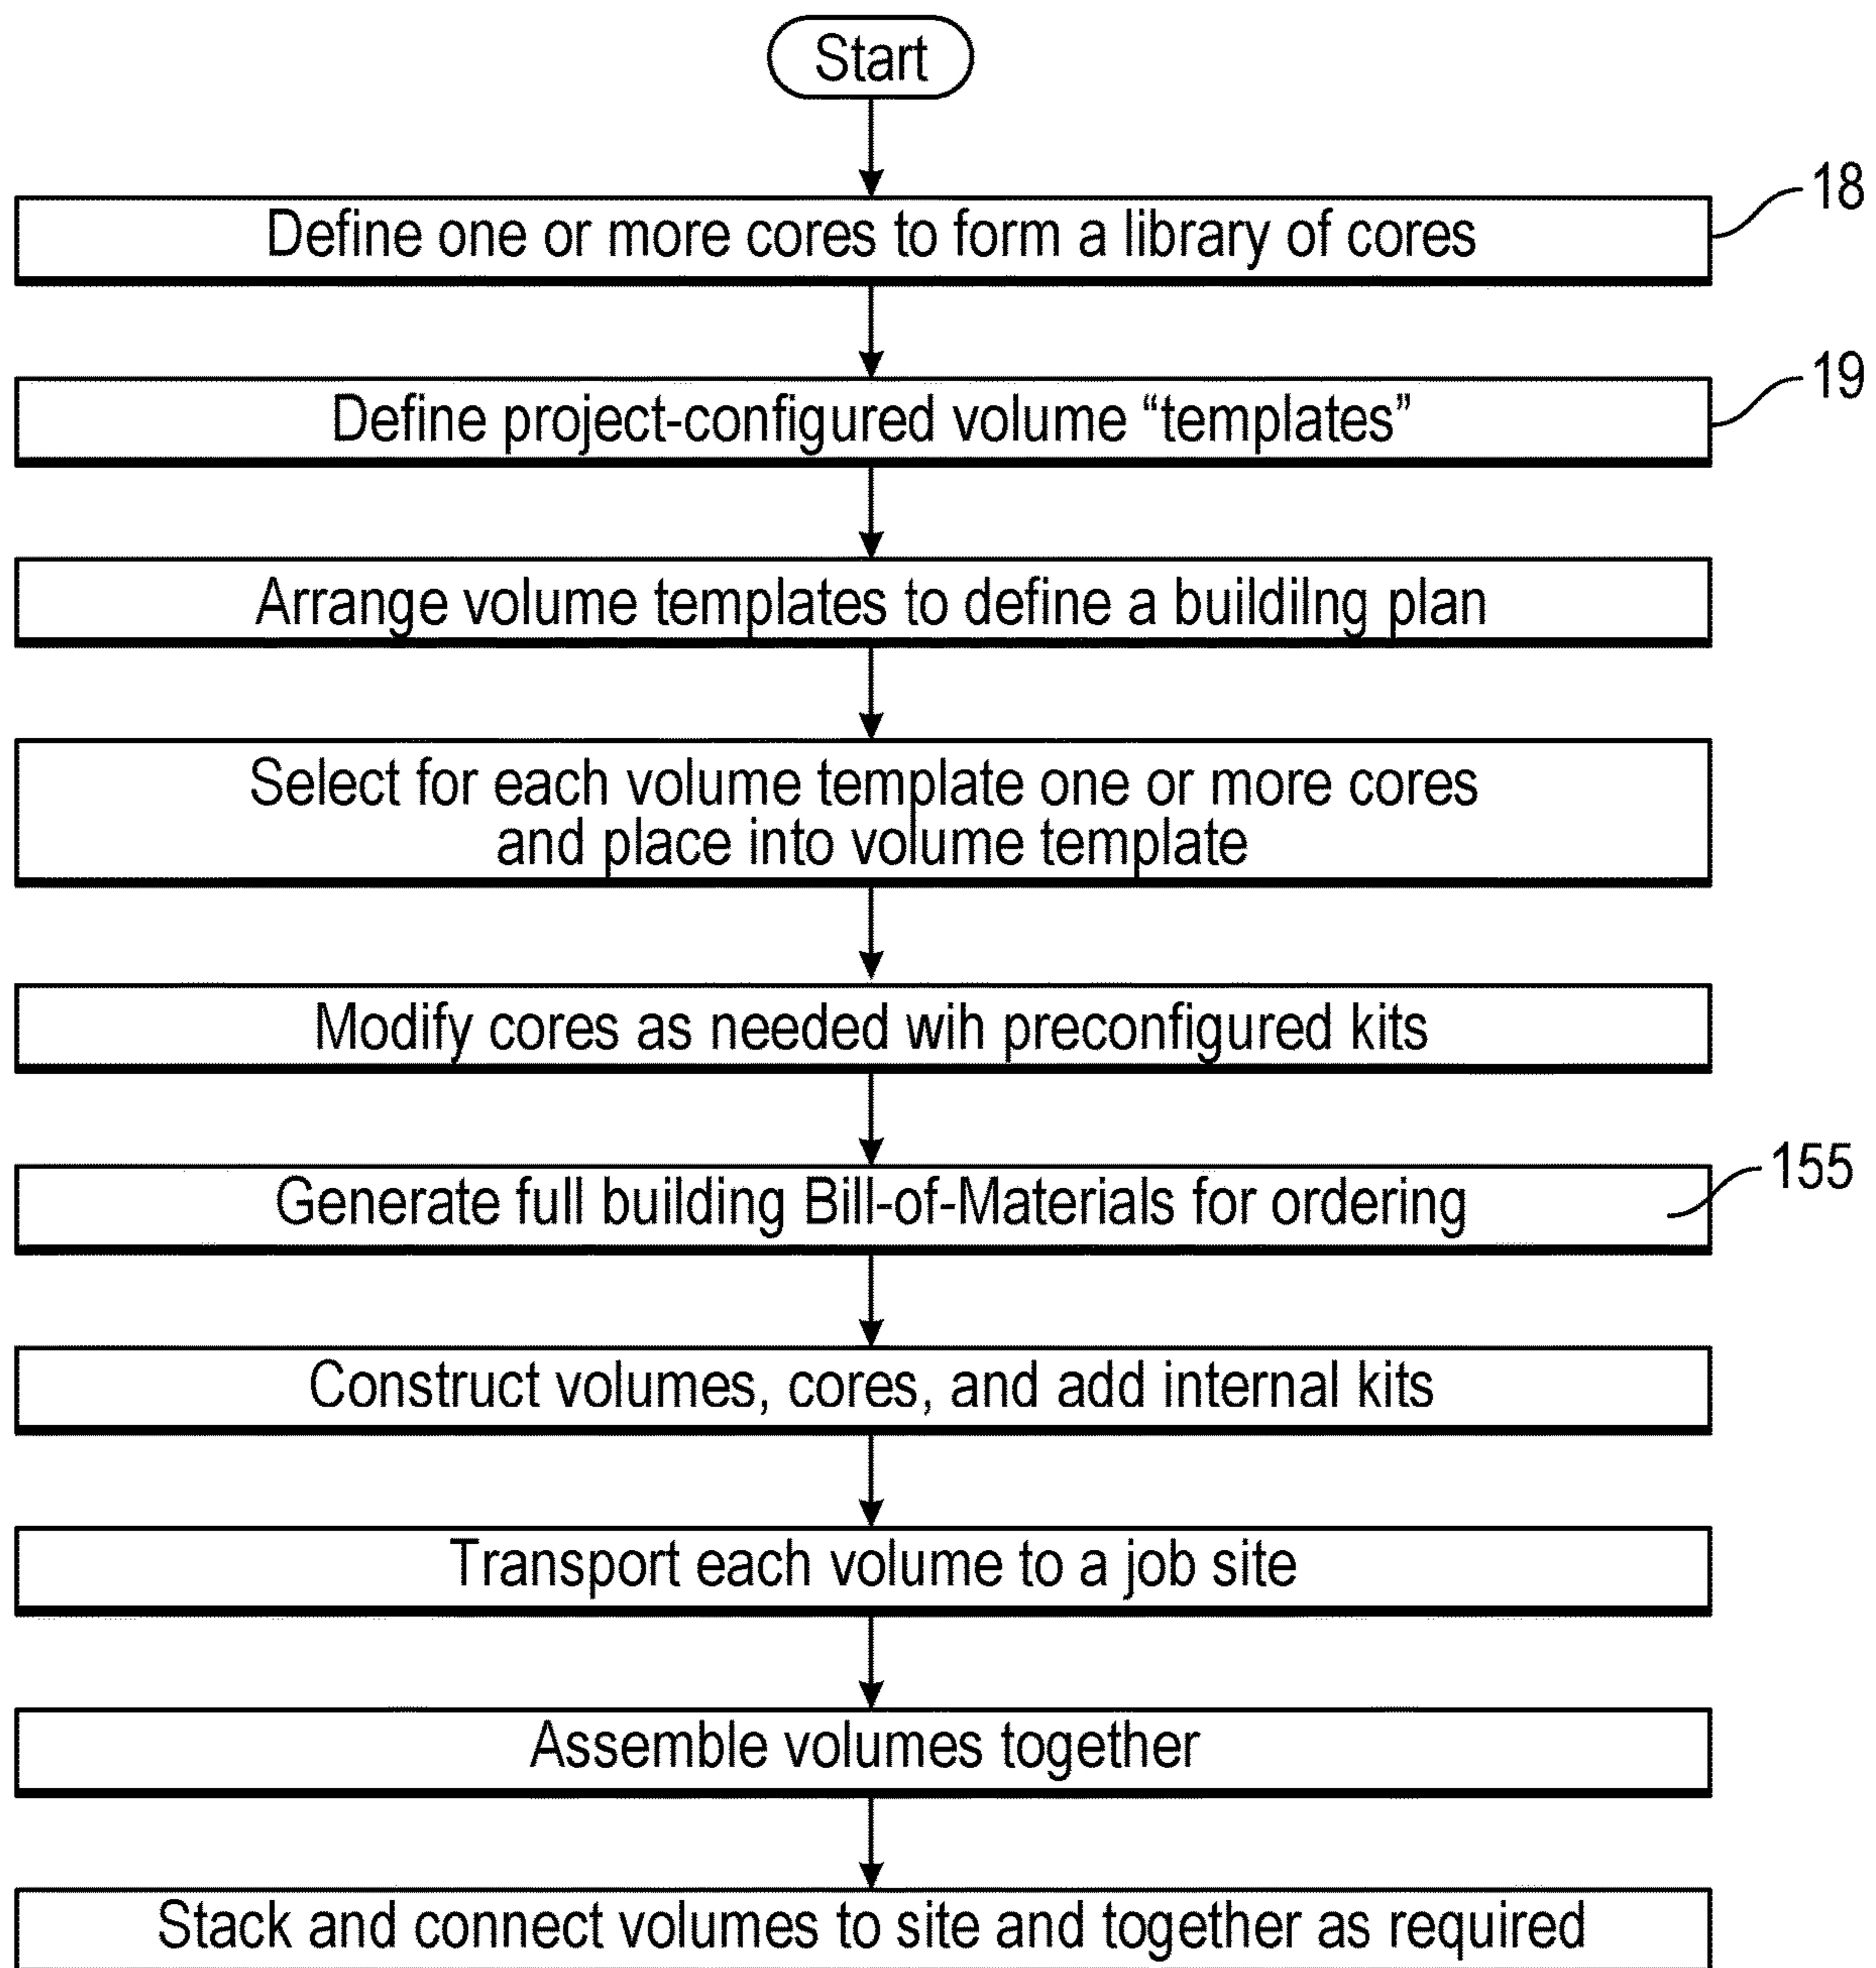 Start
Define one or more cores to form a library of cores
18
Define project-configured volume “templates”
19
Arrange volume templates to define a buildilng plan
Select for each volume template one or more cores
and place into volume template
Modify cores as needed wih preconfigured kits
Generate full building Bill-of-Materials for ordering
155
Construct volumes, cores, and add internal kits
Transport each volume to a job site
Assemble volumes together
Stack and connect volumes to site and together as required